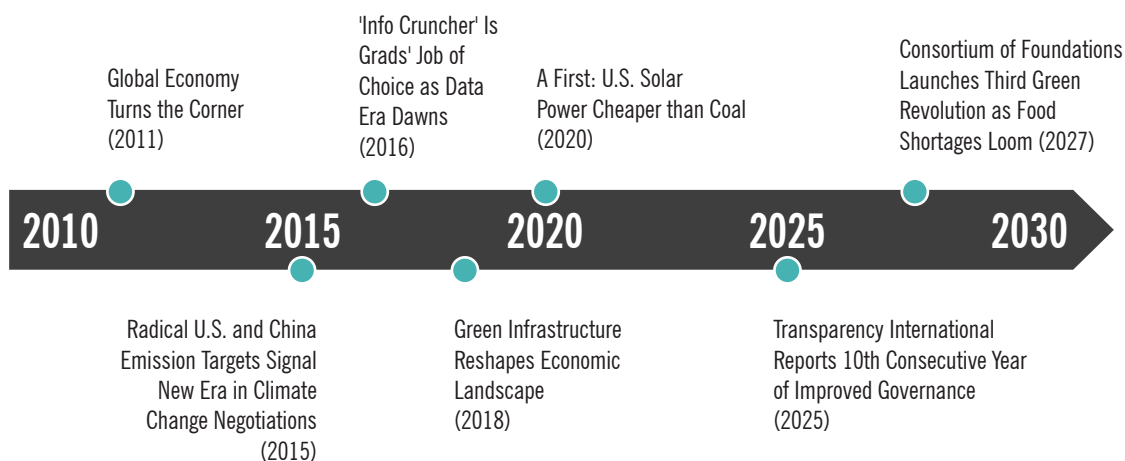 Global Economy
Turns the Corner
(2011)
'Info Cruncher' Is
Grads' Job of
Choice as Data
Era Dawns
(2016)
A First: U.S. Solar
Power Cheaper than Coal
(2020)
Consortium of Foundations
Launches Third Green
Revolution as Food
Shortages Loom (2027)
2010
2015
2020
2025
2030
Radical U.S. and China
Emission Targets Signal
New Era in Climate
Change Negotiations
(2015)
Green Infrastructure
Reshapes Economic
Landscape
(2018)
Transparency International
Reports 10th Consecutive Year
of Improved Governance
(2025)